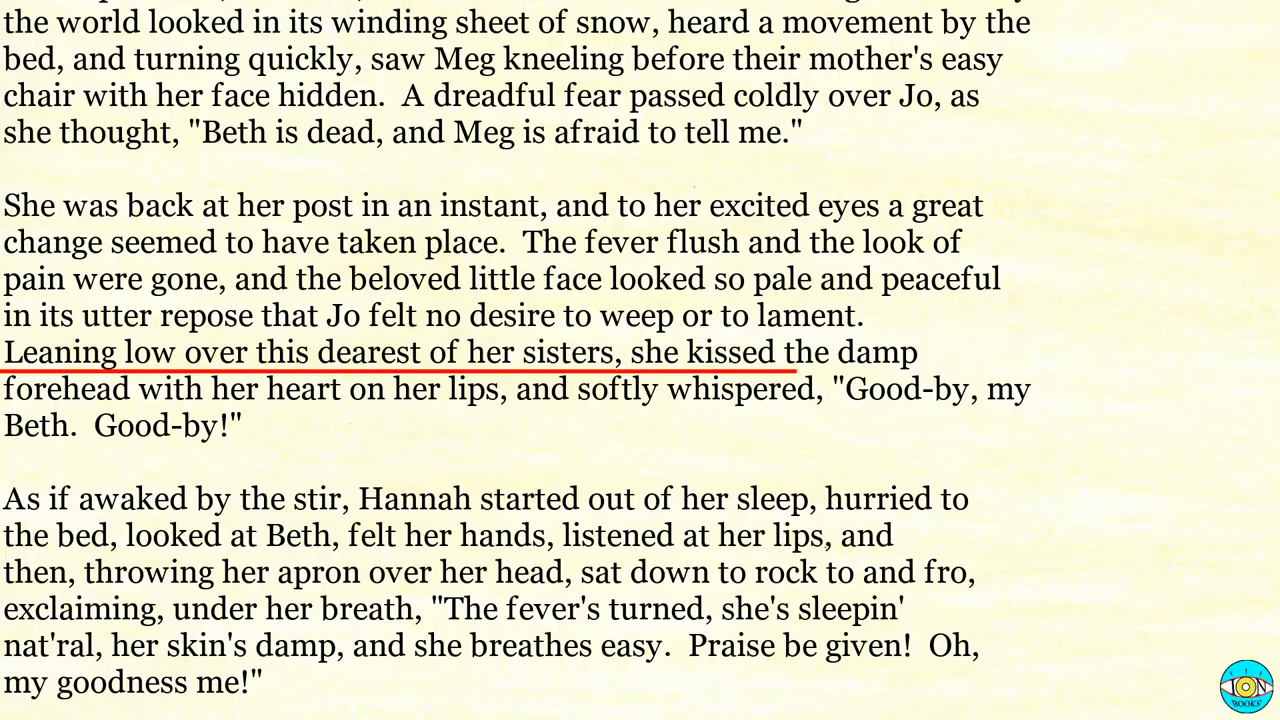 the world looked in its winding sheet of snow, heard a movement by the
bed, and turning quickly, saw Meg kneeling before their mother's easy
chair with her face hidden.  A dreadful fear passed coldly over Jo, as
she thought, "Beth is dead, and Meg is afraid to tell me."

She was back at her post in an instant, and to her excited eyes a great
change seemed to have taken place.  The fever flush and the look of
pain were gone, and the beloved little face looked so pale and peaceful
in its utter repose that Jo felt no desire to weep or to lament.
Leaning low over this dearest of her sisters, she kissed the damp
forehead with her heart on her lips, and softly whispered, "Good-by, my
Beth.  Good-by!"

As if awaked by the stir, Hannah started out of her sleep, hurried to
the bed, looked at Beth, felt her hands, listened at her lips, and
then, throwing her apron over her head, sat down to rock to and fro,
exclaiming, under her breath, "The fever's turned, she's sleepin'
nat'ral, her skin's damp, and she breathes easy.  Praise be given!  Oh,
my goodness me!"
ION
BOOKS